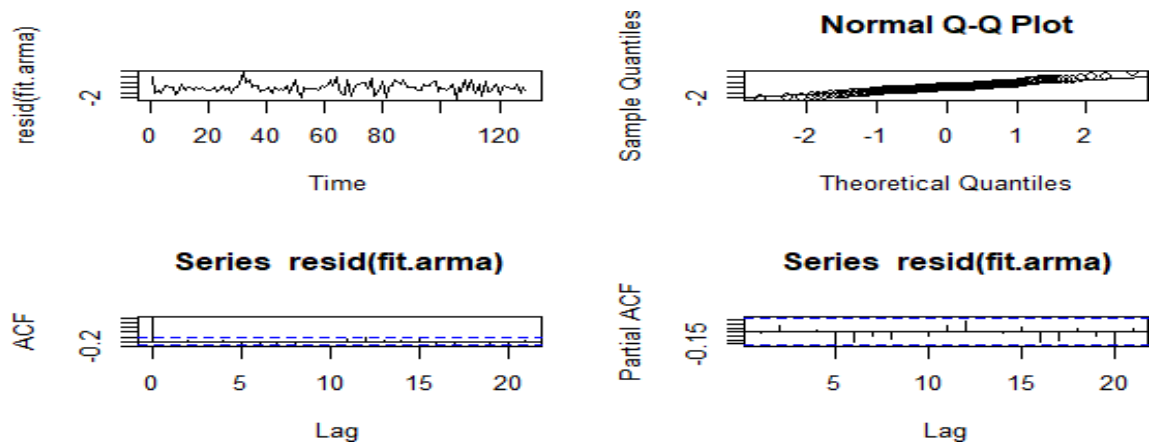 resid(fit.arma)
-2
0 20 40 60 80 120
Time
Normal Q-Q Plot
Sample Quantiles
-2
-2 -1 0 1 2
Theoretical Quantiles
Series resid(fit.arma)
ACF
-0.2
0 5 10 15 20
Lag
Series resid(fit.arma)
Partial ACF
-0.15
5 10 15 20
Lag